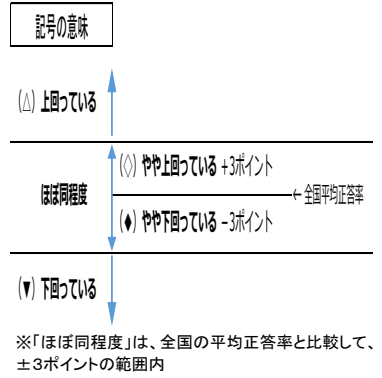 記号の意味
(△) 上回っている
(◇) やや上回っている +3ポイント
ほぼ同程度
←全国平均正答率
(♦) やや下回っている −3ポイント
(▼) 下回っている
※「ほぼ同程度」は、全国の平均正答率と比較して、
±3ポイントの範囲内